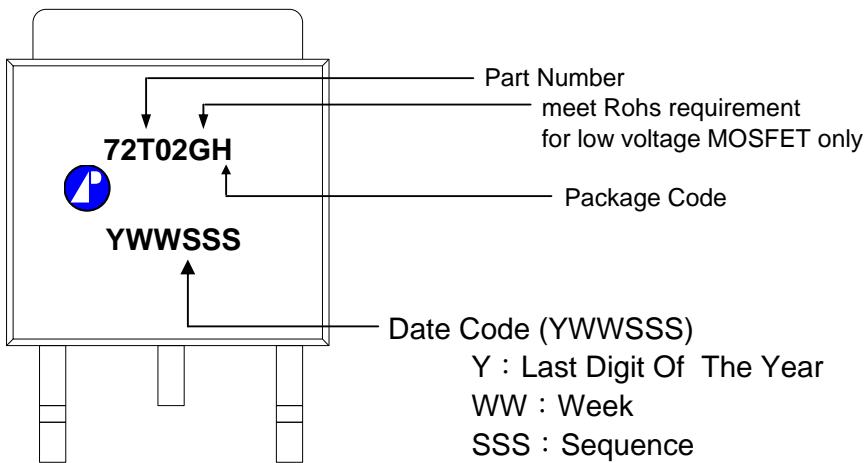 Part Number
meet Rohs requirement
for low voltage MOSFET only
72T02GH
Package Code
YWWSSS
Date Code (YWWSSS)
Y：Last Digit Of The Year
WW：Week
SSS：Sequence